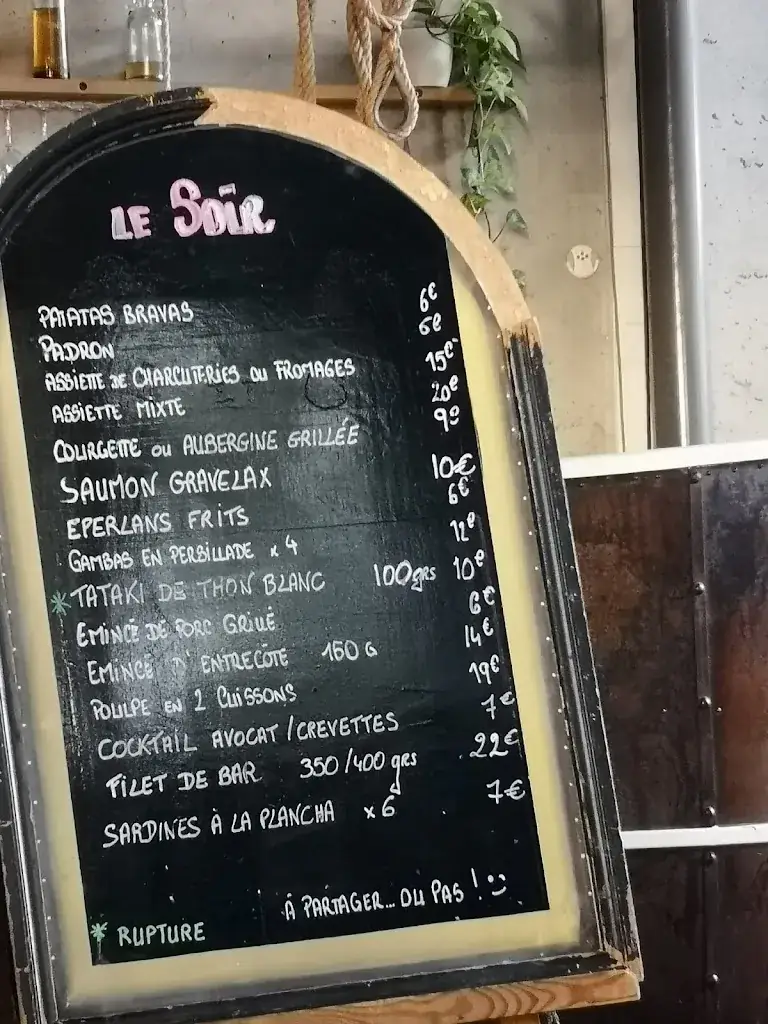 LE SOIR
PATATAS BRAVAS 6€
PADRON 6€
ASSIETTE DE CHARCUTERIES OU FROMAGES 15€
ASSIETTE MIXTE 20€
COURGETTE OU AUBERGINE GRILLÉE 9€
SAUMON GRAVELAX 10€
EPERLANS FRITS 6€
GAMBAS EN PERSILLADE x 4 12€
* TATAKI DE THON BLANC 100grs 10€
EMINCÉ DE PORC GRILLÉ 6€
EMINCÉ D'ENTRECÔTE 150 G 14€
POULPE EN 2 CUISSONS 19€
COCKTAIL AVOCAT / CREVETTES 7€
FILET DE BAR 350/400 grs 22€
SARDINES À LA PLANCHA x 6 7€
À PARTAGER... OU PAS ! :)
* RUPTURE